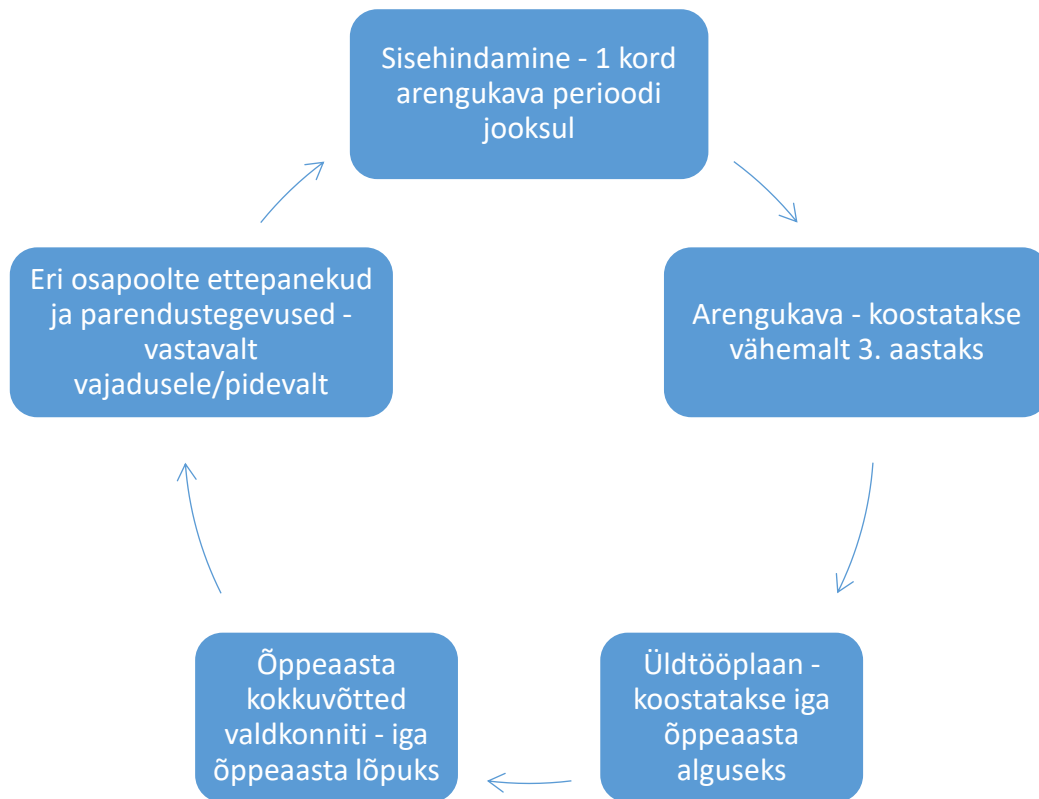 Sisehindamine - 1 kord
arengukava perioodi
jooksul
Arengukava - koostatakse
vähemalt 3. aastaks
Üldtööplaan -
koostatakse iga
õppeaasta
alguseks
Õppeaasta
kokkuvõtted
valdkonniti - iga
õppeaasta lõpuks
Eri osapoolte ettepanekud
ja parendustegevused -
vastavalt
vajadusele/pidevalt